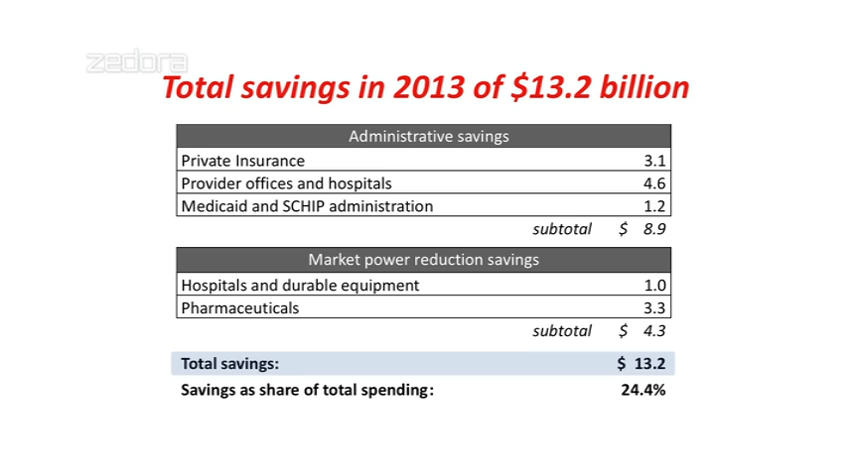 zedora
Total savings in 2013 of $13.2 billion
Administrative savings
Private Insurance 3.1
Provider offices and hospitals 4.6
Medicaid and SCHIP administration 1.2
subtotal $ 8.9
Market power reduction savings
Hospitals and durable equipment 1.0
Pharmaceuticals 3.3
subtotal $ 4.3
Total savings: $ 13.2
Savings as share of total spending: 24.4%